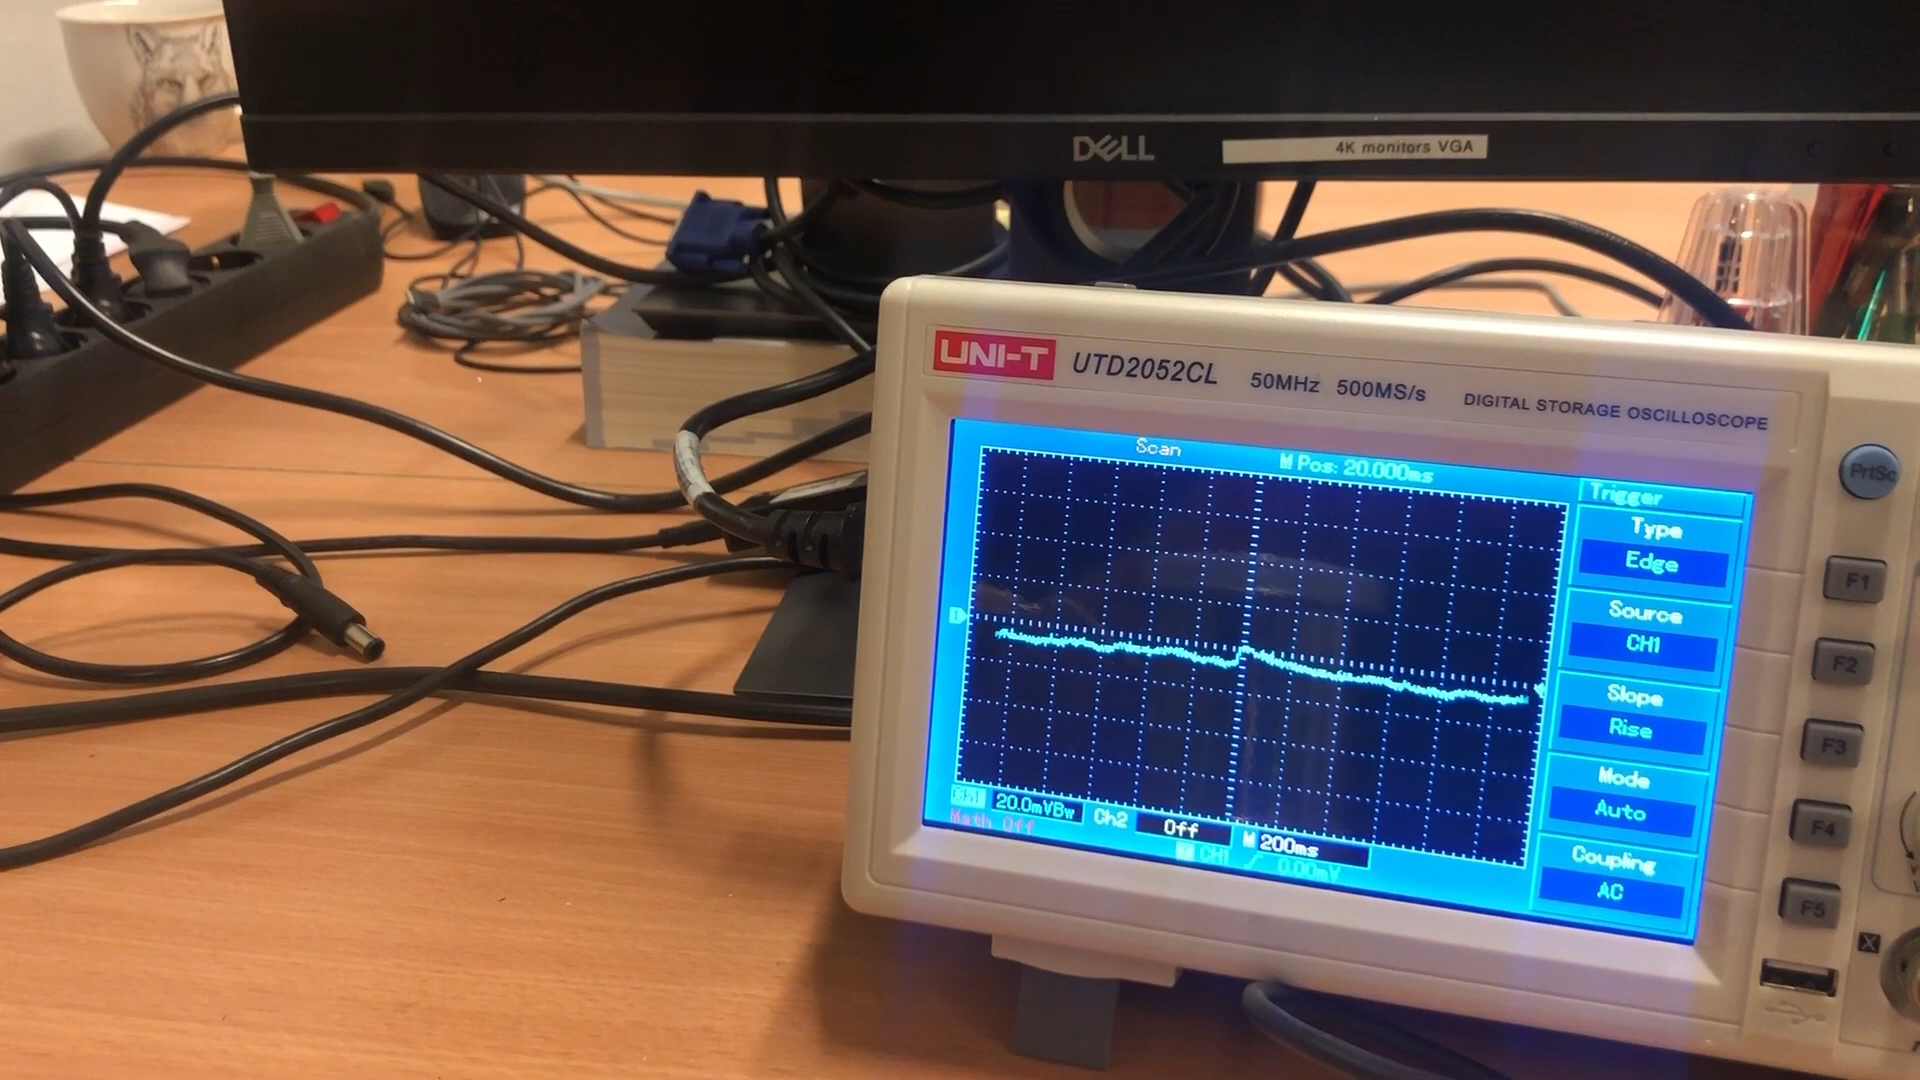 DELL
4K monitors VGA
UNI-T UTD2052CL 50MHz 500MS/s DIGITAL STORAGE OSCILLOSCOPE
PrtSc
Scan M Pos: 20.000ms
Trigger
Type
Edge
F1
Source
CH1
F2
Slope
Rise
F3
Mode
Auto
F4
Coupling
AC
F5
1
Ch1 20.0mVBw Ch2 Off M 200ms
Math Off
CH1 0.00mV
X